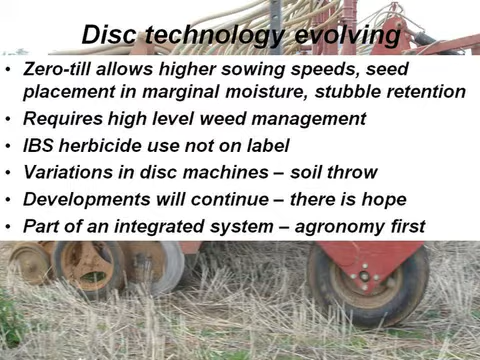 Disc technology evolving
• Zero-till allows higher sowing speeds, seed
placement in marginal moisture, stubble retention
• Requires high level weed management
• IBS herbicide use not on label
• Variations in disc machines – soil throw
• Developments will continue – there is hope
• Part of an integrated system – agronomy first